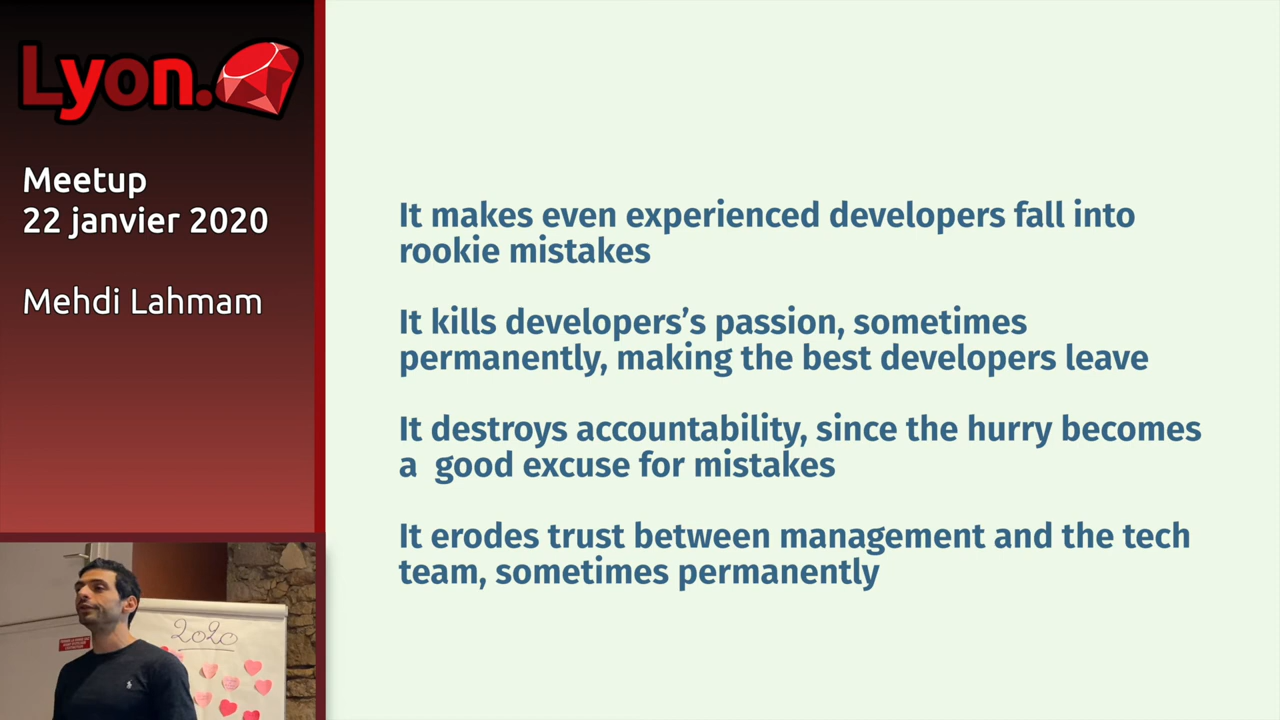 Lyon.
Meetup
22 janvier 2020
Mehdi Lahmam
It makes even experienced developers fall into
rookie mistakes
It kills developers’s passion, sometimes
permanently, making the best developers leave
It destroys accountability, since the hurry becomes
a  good excuse for mistakes
It erodes trust between management and the tech
team, sometimes permanently
2020